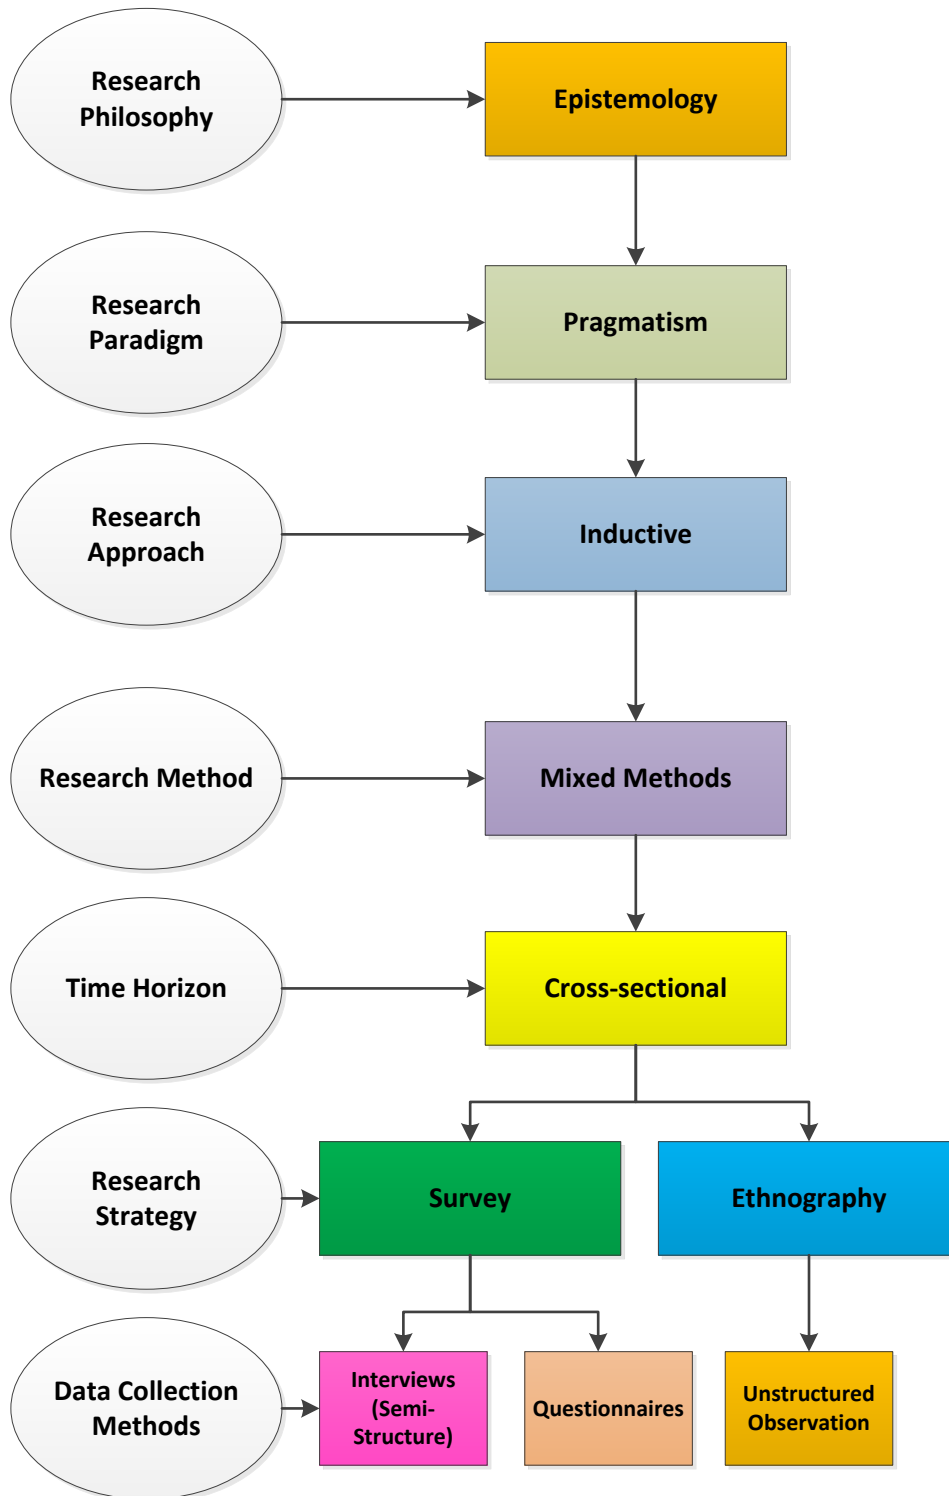 Research
Philosophy
Epistemology
Research
Paradigm
Pragmatism
Research
Approach
Inductive
Research Method
Mixed Methods
Time Horizon
Cross-sectional
Research
Strategy
Survey
Ethnography
Data Collection
Methods
Interviews
(Semi-
Structure)
Questionnaires
Unstructured
Observation